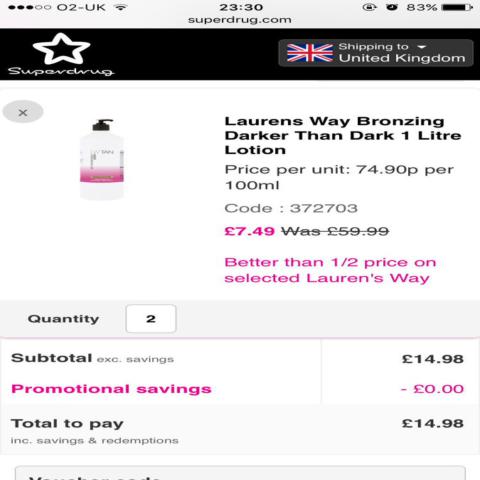 O2-UK 23:30 83%
superdrug.com
Superdrug
Shipping to
United Kingdom
×
Laurens Way Bronzing
Darker Than Dark 1 Litre
Lotion
TAN
Price per unit: 74.90p per
100ml
Code : 372703
£7.49 Was £59.99
Better than 1/2 price on
selected Lauren's Way
Quantity 2
Subtotal exc. savings £14.98
Promotional savings - £0.00
Total to pay £14.98
inc. savings & redemptions
Voucher code